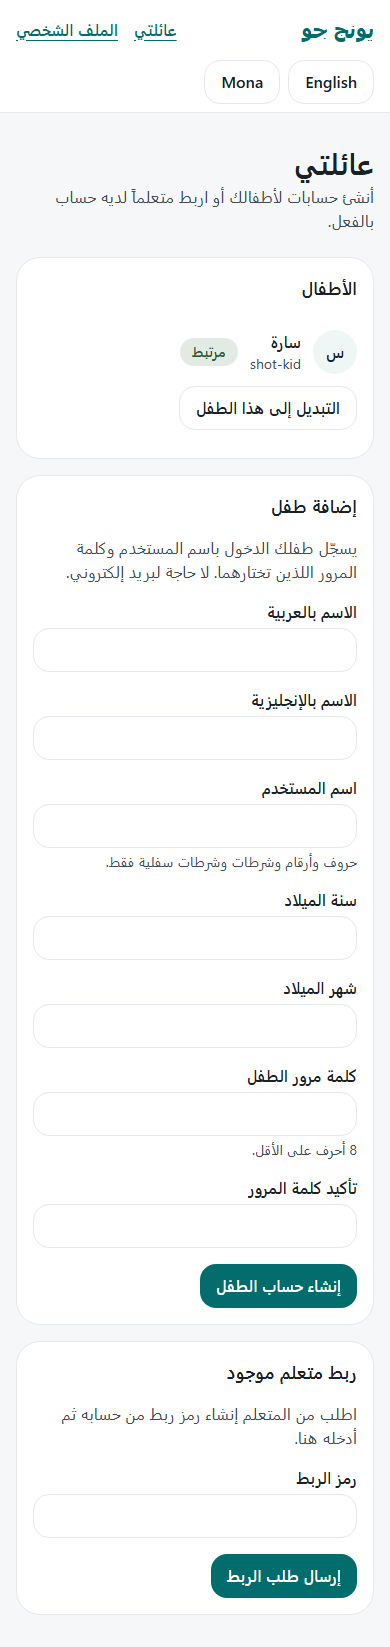 يونج جو
عائلتي
الملف الشخصي
English
Mona
عائلتي
أنشئ حسابات لأطفالك أو اربط متعلماً لديه حساب
بالفعل.
الأطفال
س
سارة
shot-kid
مرتبط
التبديل إلى هذا الطفل
إضافة طفل
يسجّل طفلك الدخول باسم المستخدم وكلمة
المرور اللذين تختارهما. لا حاجة لبريد إلكتروني.
الاسم بالعربية
الاسم بالإنجليزية
اسم المستخدم
حروف وأرقام وشرطات وشرطات سفلية فقط.
سنة الميلاد
شهر الميلاد
كلمة مرور الطفل
8 أحرف على الأقل.
تأكيد كلمة المرور
إنشاء حساب الطفل
ربط متعلم موجود
اطلب من المتعلم إنشاء رمز ربط من حسابه ثم
أدخله هنا.
رمز الربط
إرسال طلب الربط